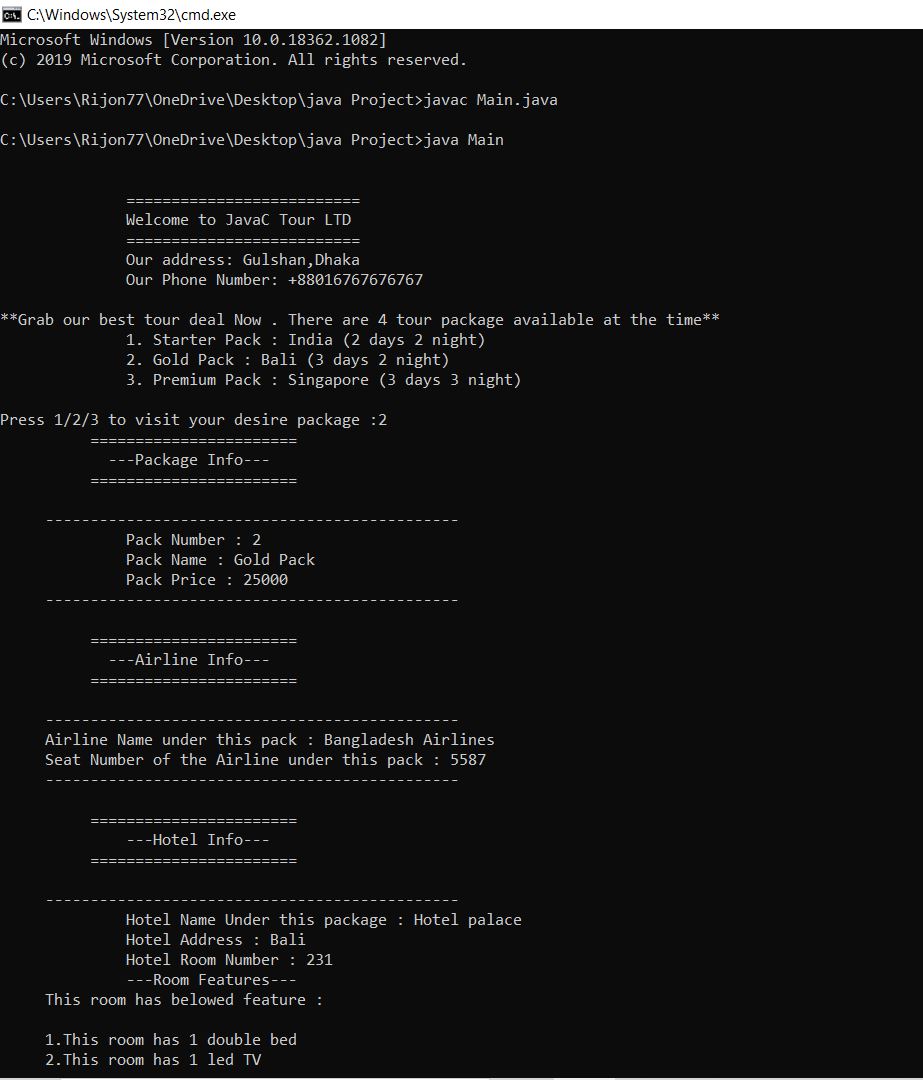 C:\Windows\System32\cmd.exe
Microsoft Windows [Version 10.0.18362.1082]
(c) 2019 Microsoft Corporation. All rights reserved.
C:\Users\Rijon77\OneDrive\Desktop\java Project>javac Main.java
C:\Users\Rijon77\OneDrive\Desktop\java Project>java Main
==========================
Welcome to JavaC Tour LTD
==========================
Our address: Gulshan,Dhaka
Our Phone Number: +88016767676767
**Grab our best tour deal Now . There are 4 tour package available at the time**
1. Starter Pack : India (2 days 2 night)
2. Gold Pack : Bali (3 days 2 night)
3. Premium Pack : Singapore (3 days 3 night)
Press 1/2/3 to visit your desire package :2
=======================
---Package Info---
=======================
----------------------------------------------
Pack Number : 2
Pack Name : Gold Pack
Pack Price : 25000
----------------------------------------------
=======================
---Airline Info---
=======================
----------------------------------------------
Airline Name under this pack : Bangladesh Airlines
Seat Number of the Airline under this pack : 5587
----------------------------------------------
=======================
---Hotel Info---
=======================
----------------------------------------------
Hotel Name Under this package : Hotel palace
Hotel Address : Bali
Hotel Room Number : 231
---Room Features---
This room has belowed feature :
1.This room has 1 double bed
2.This room has 1 led TV